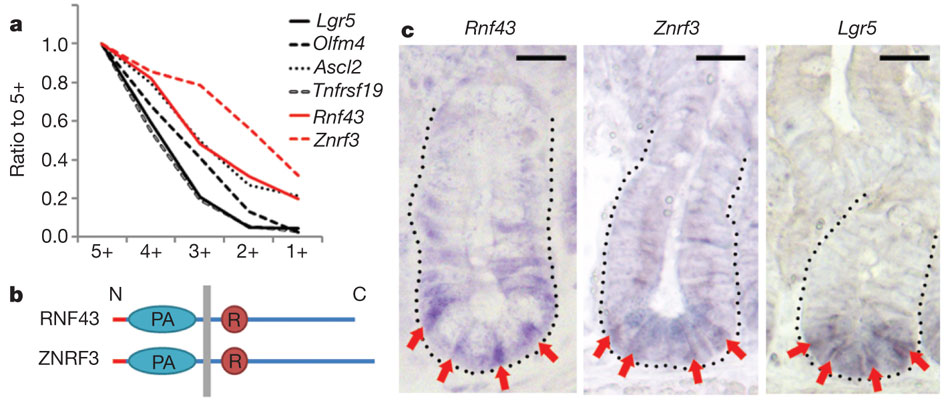 a
Ratio to 5+
1.0
0.8
0.6
0.4
0.2
0.0
5+ 4+ 3+ 2+ 1+
Lgr5
Olfm4
Ascl2
Tnfrsf19
Rnf43
Znrf3
b
N C
RNF43 PA R
ZNRF3 PA R
c
Rnf43 Znrf3 Lgr5